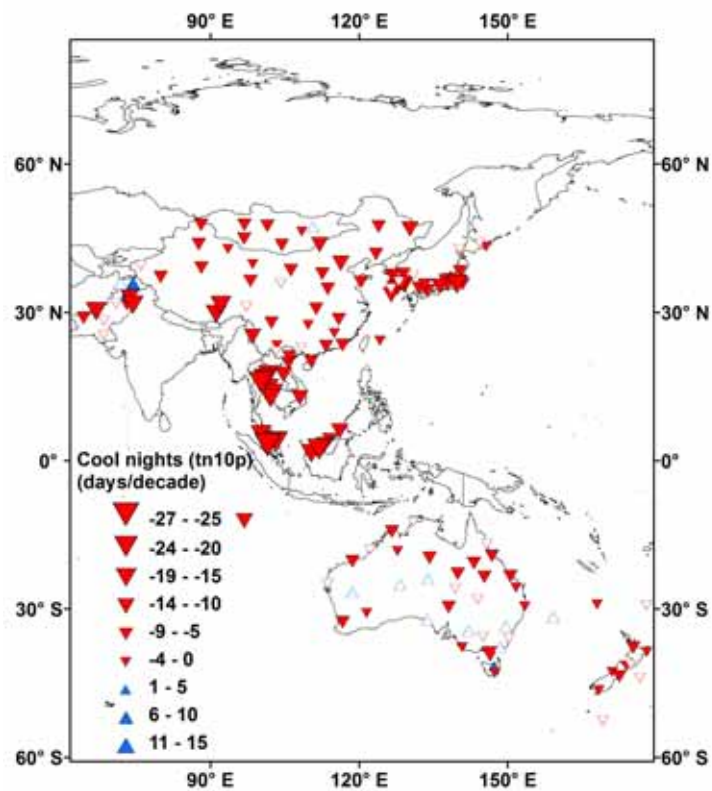 90° E 120° E 150° E
60° N 60° N
30° N 30° N
0° 0°
Cool nights (tn10p)
(days/decade)
-27 - -25
-24 - -20
-19 - -15
-14 - -10
-9 - -5
-4 - 0
1 - 5
6 - 10
11 - 15
30° S 30° S
60° S 60° S
90° E 120° E 150° E